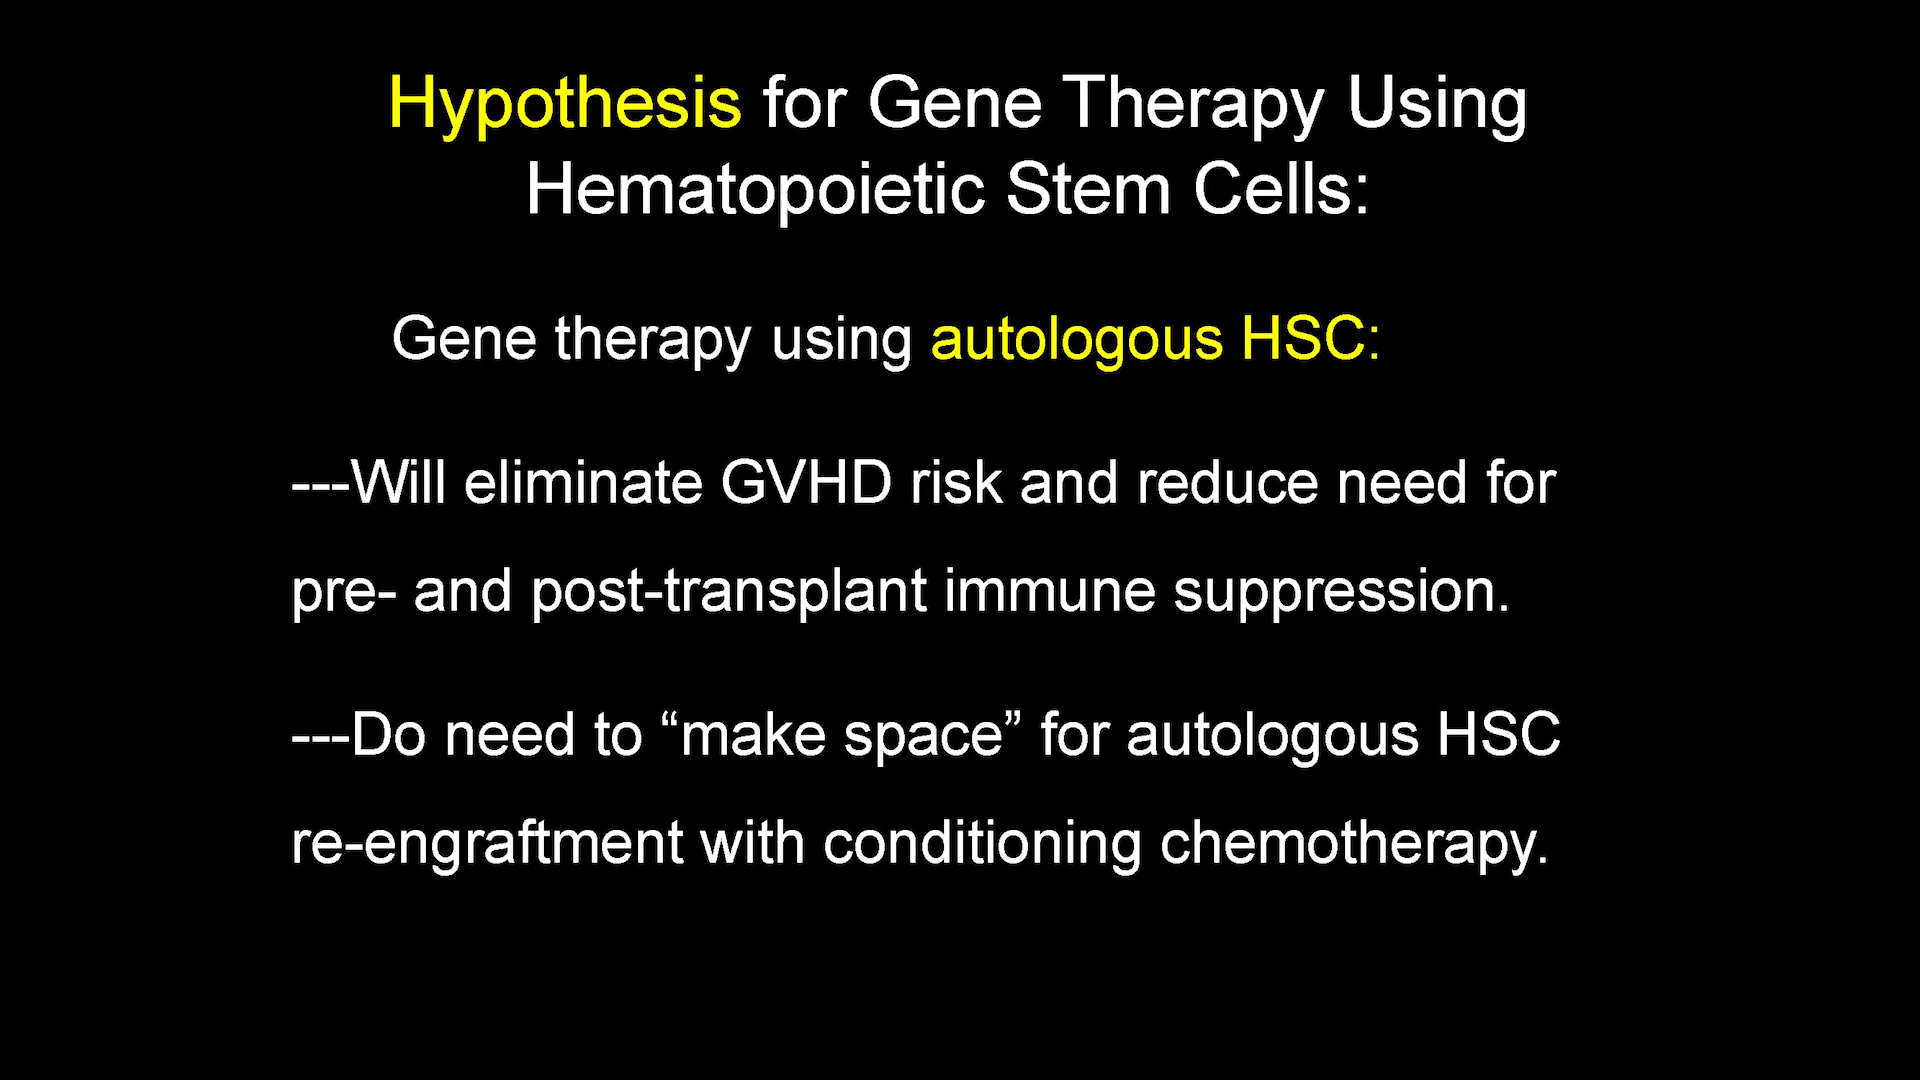 Hypothesis for Gene Therapy Using
Hematopoietic Stem Cells:
Gene therapy using autologous HSC:
---Will eliminate GVHD risk and reduce need for
pre- and post-transplant immune suppression.
---Do need to “make space” for autologous HSC
re-engraftment with conditioning chemotherapy.